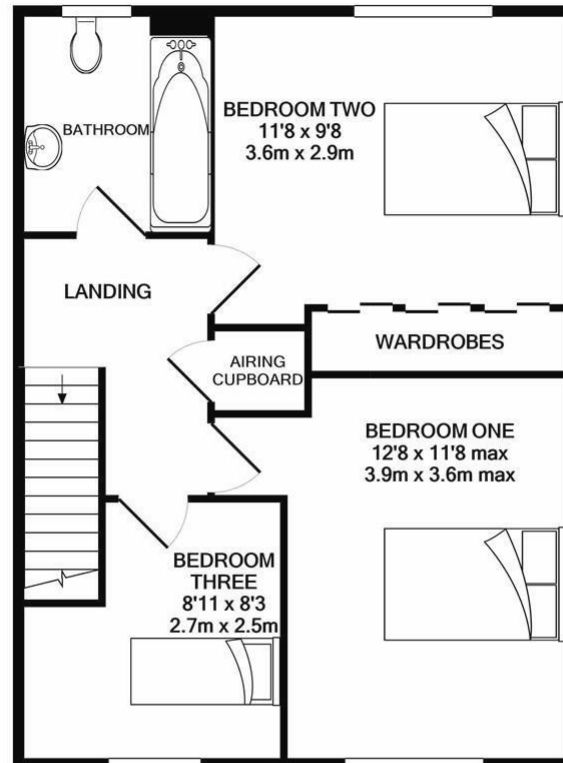 BATHROOM
BEDROOM TWO
11'8 x 9'8
3.6m x 2.9m
LANDING
WARDROBES
AIRING
CUPBOARD
BEDROOM ONE
12'8 x 11'8 max
3.9m x 3.6m max
BEDROOM
THREE
8'11 x 8'3
2.7m x 2.5m